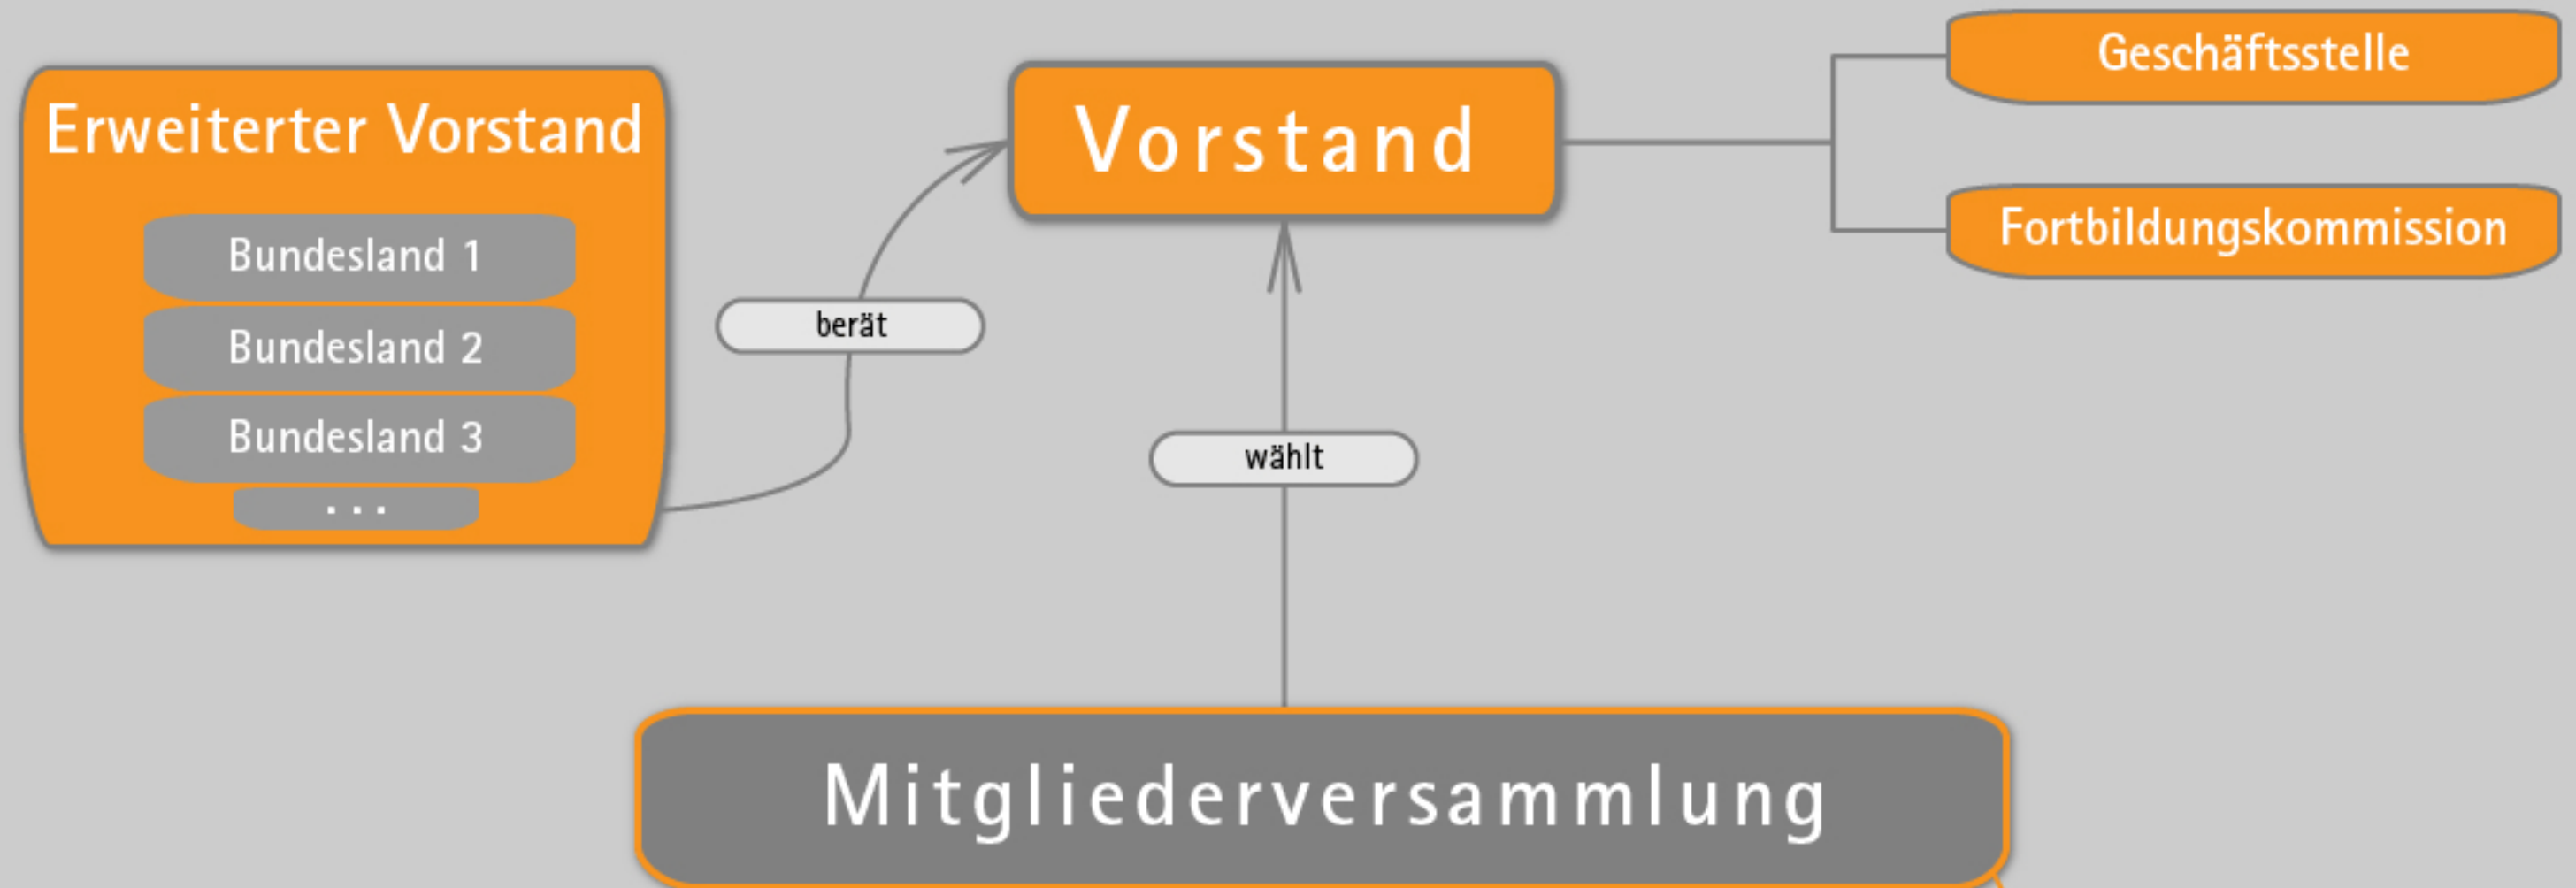 Erweiterter Vorstand
Bundesland 1
Bundesland 2
Bundesland 3
...
berät
Vorstand
wählt
Geschäftsstelle
Fortbildungskommission
Mitgliederversammlung